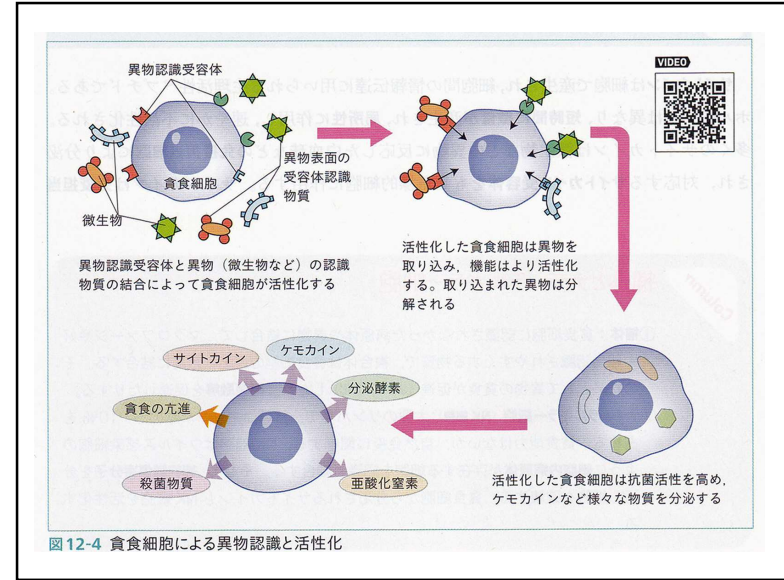 異物認識受容体
VIDEO
貪食細胞
異物表面の
受容体認識
物質
微生物
異物認識受容体と異物（微生物など）の認識
物質の結合によって貪食細胞が活性化する
活性化した貪食細胞は異物を
取り込み，機能はより活性化
する。取り込まれた異物は分
解される
サイトカイン
ケモカイン
分泌酵素
貪食の亢進
殺菌物質
亜酸化窒素
活性化した貪食細胞は抗菌活性を高め，
ケモカインなど様々な物質を分泌する
図12-4 貪食細胞による異物認識と活性化